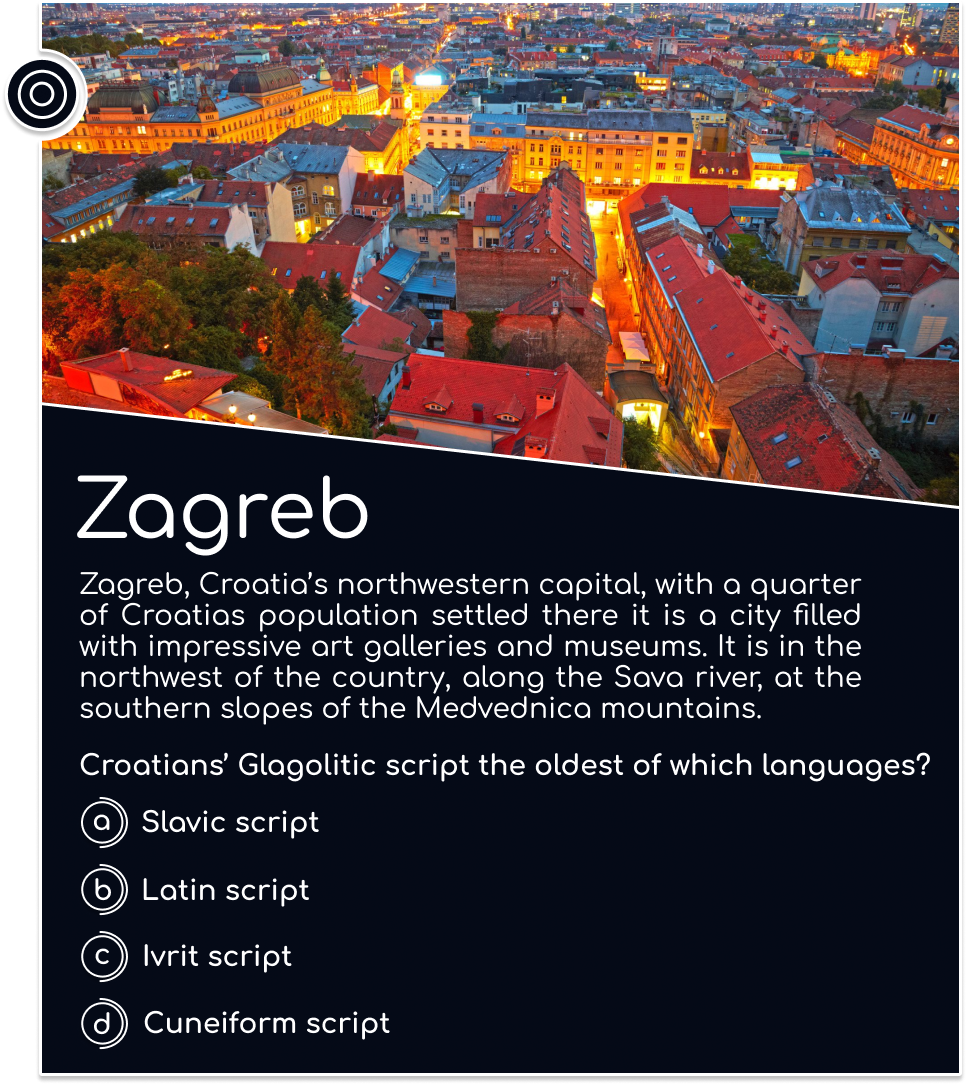 Zagreb
Zagreb, Croatia’s northwestern capital, with a quarter
of Croatias population settled there it is a city filled
with impressive art galleries and museums. It is in the
northwest of the country, along the Sava river, at the
southern slopes of the Medvednica mountains.
Croatians’ Glagolitic script the oldest of which languages?
a Slavic script
b Latin script
c Ivrit script
d Cuneiform script